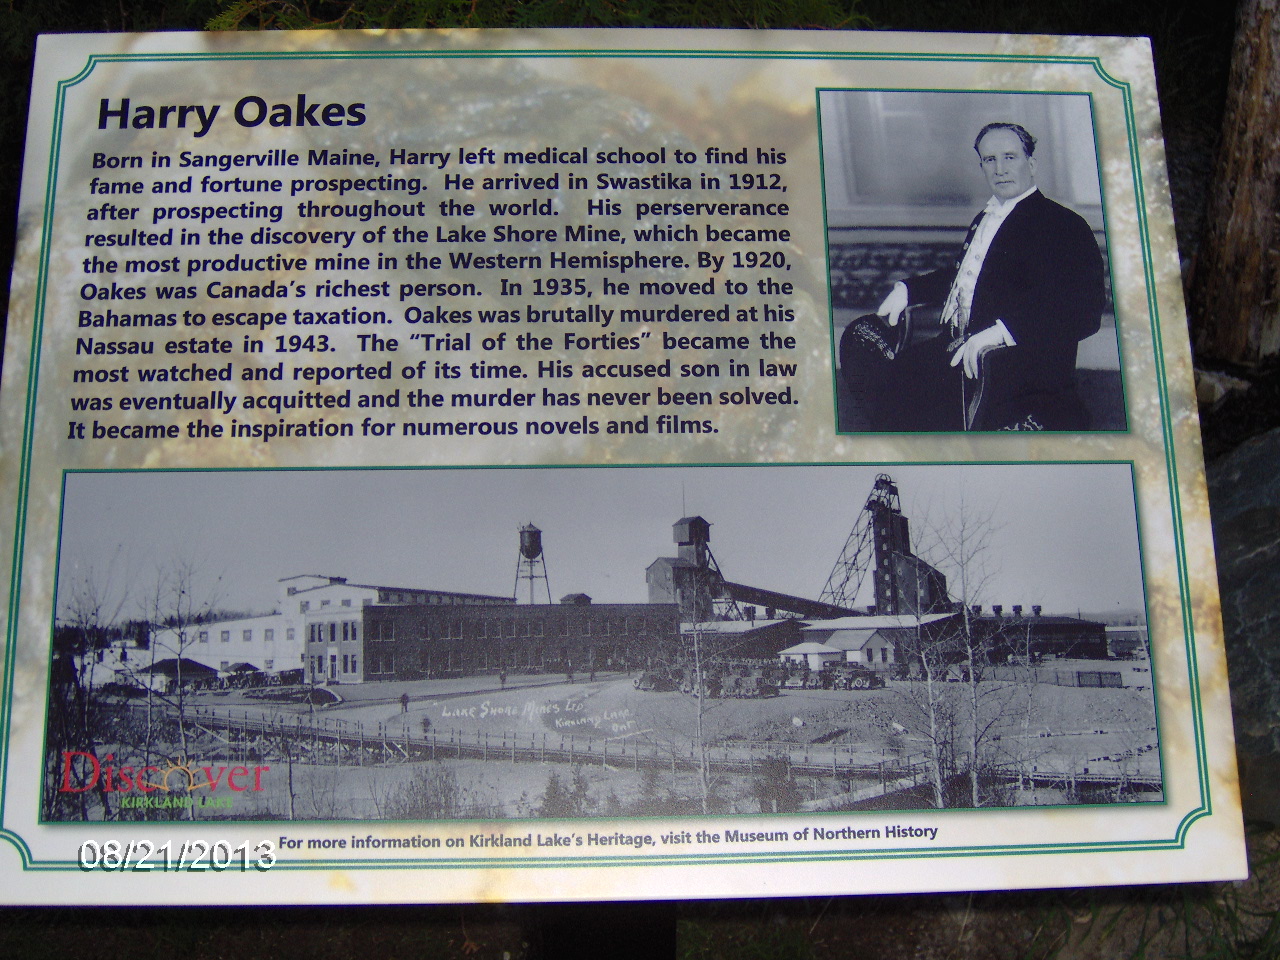 Harry Oakes
Born in Sangerville Maine, Harry left medical school to find his
fame and fortune prospecting. He arrived in Swastika in 1912,
after prospecting throughout the world. His perserverance
resulted in the discovery of the Lake Shore Mine, which became
the most productive mine in the Western Hemisphere. By 1920,
Oakes was Canada's richest person. In 1935, he moved to the
Bahamas to escape taxation. Oakes was brutally murdered at his
Nassau estate in 1943. The "Trial of the Forties" became the
most watched and reported of its time. His accused son in law
was eventually acquitted and the murder has never been solved.
It became the inspiration for numerous novels and films.
Lake Shore Mines Ltd
Kirkland Lake
Ont
Discover
KIRKLAND LAKE
For more information on Kirkland Lake's Heritage, visit the Museum of Northern History
08/21/2013